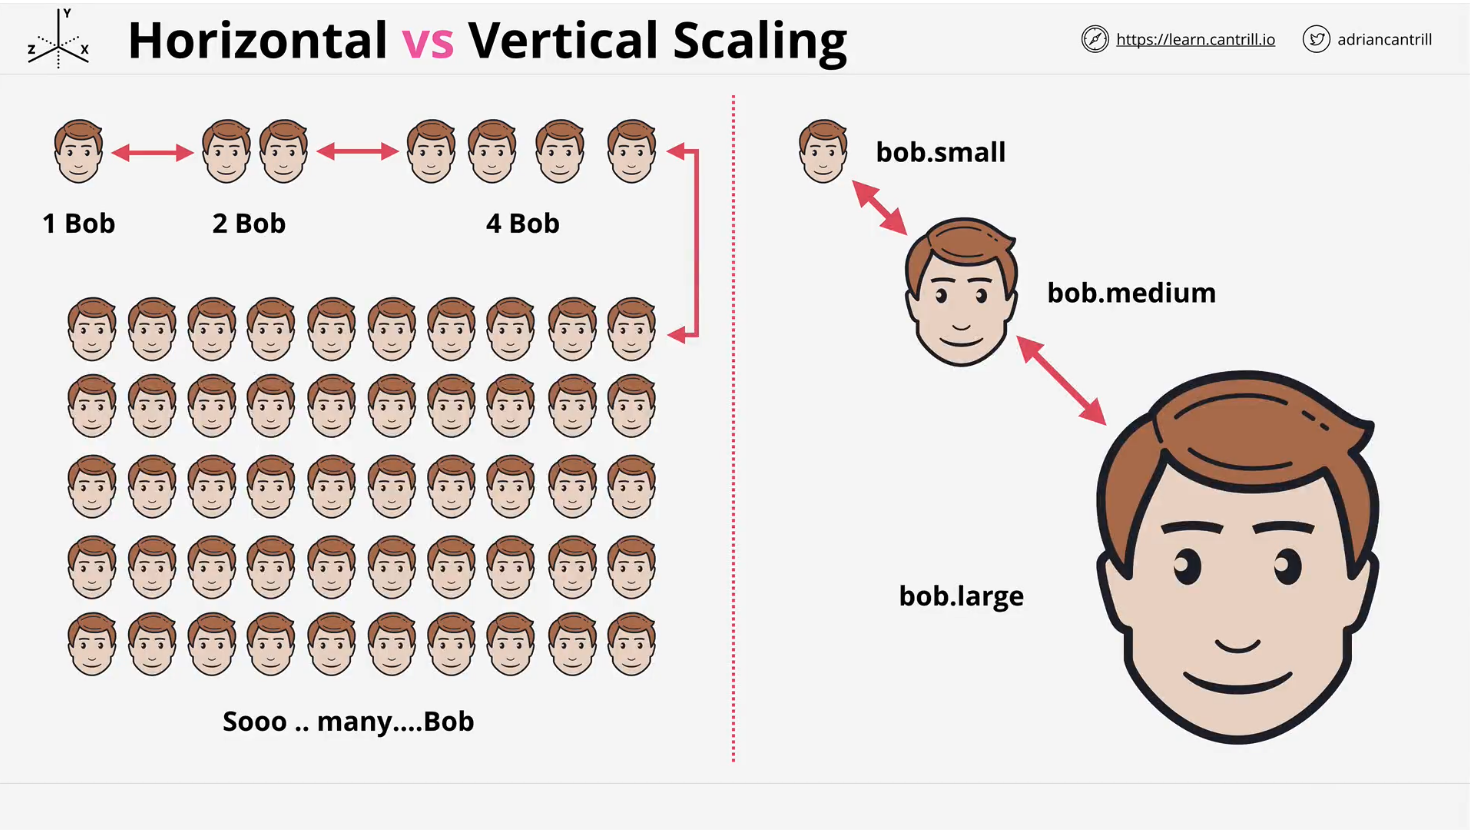 Y
Z X
Horizontal vs Vertical Scaling
https://learn.cantrill.io
adriancantrill
1 Bob
2 Bob
4 Bob
Sooo .. many....Bob
bob.small
bob.medium
bob.large